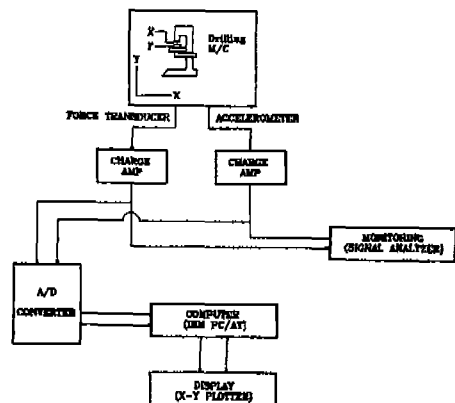 Drilling
M/C
X
Y
Y
X
FORCE TRANSDUCER
ACCELEROMETER
CHARGE
AMP
CHARGE
AMP
MONITORING
(SIGNAL ANALYZER)
A/D
CONVERTER
COMPUTER
(IBM PC/AT)
DISPLAY
(X-Y PLOTTER)